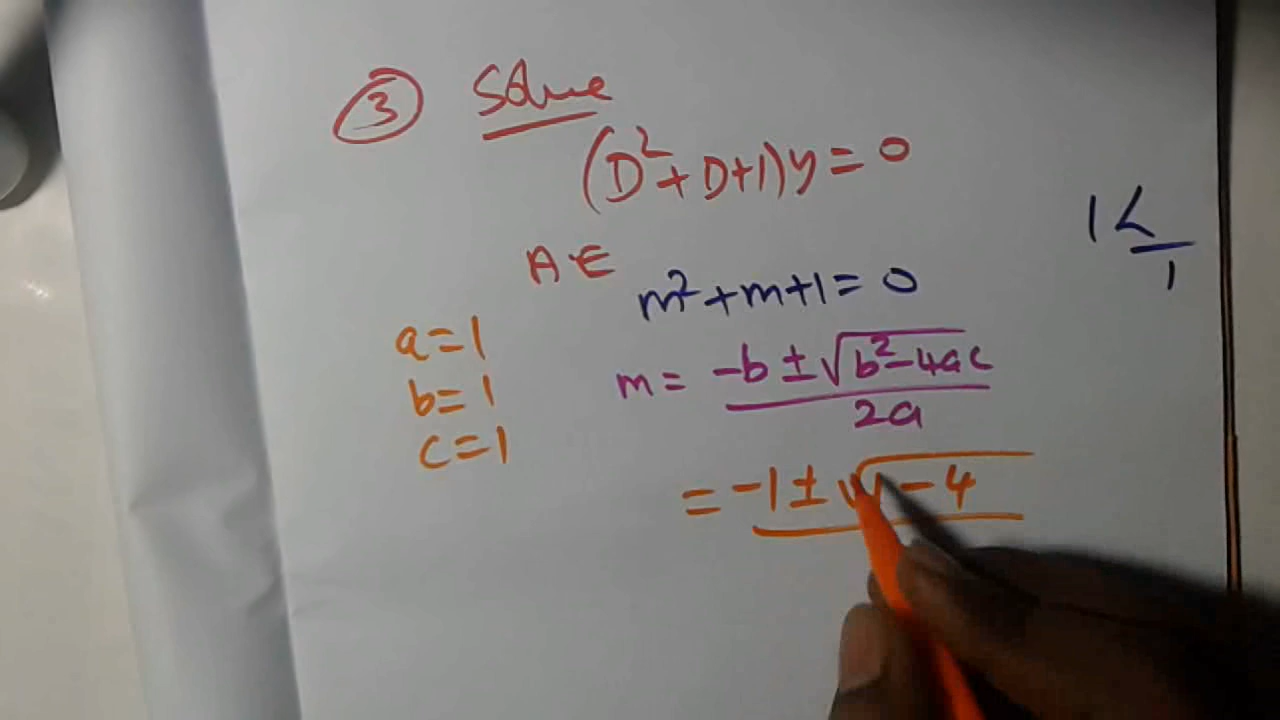 ③ Solve
(D²+D+1)y=0
1<
1
AE
m²+m+1=0
a=1
b=1
c=1
m= -b±√b²-4ac
2a
= -1±√1-4